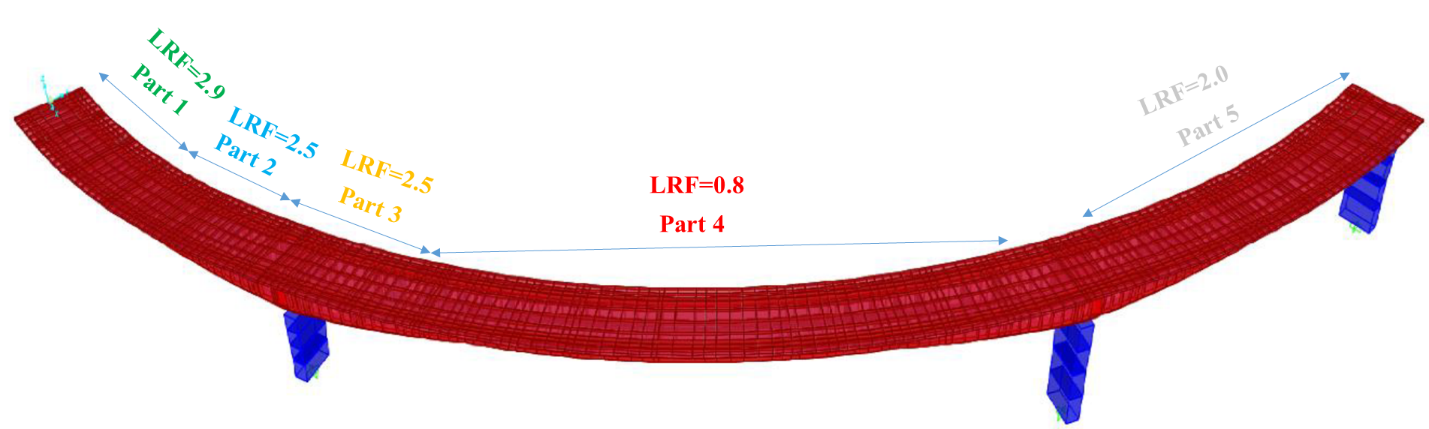 LRF=2.9
Part 1
LRF=2.5
Part 2
LRF=2.5
Part 3
LRF=0.8
Part 4
LRF=2.0
Part 5